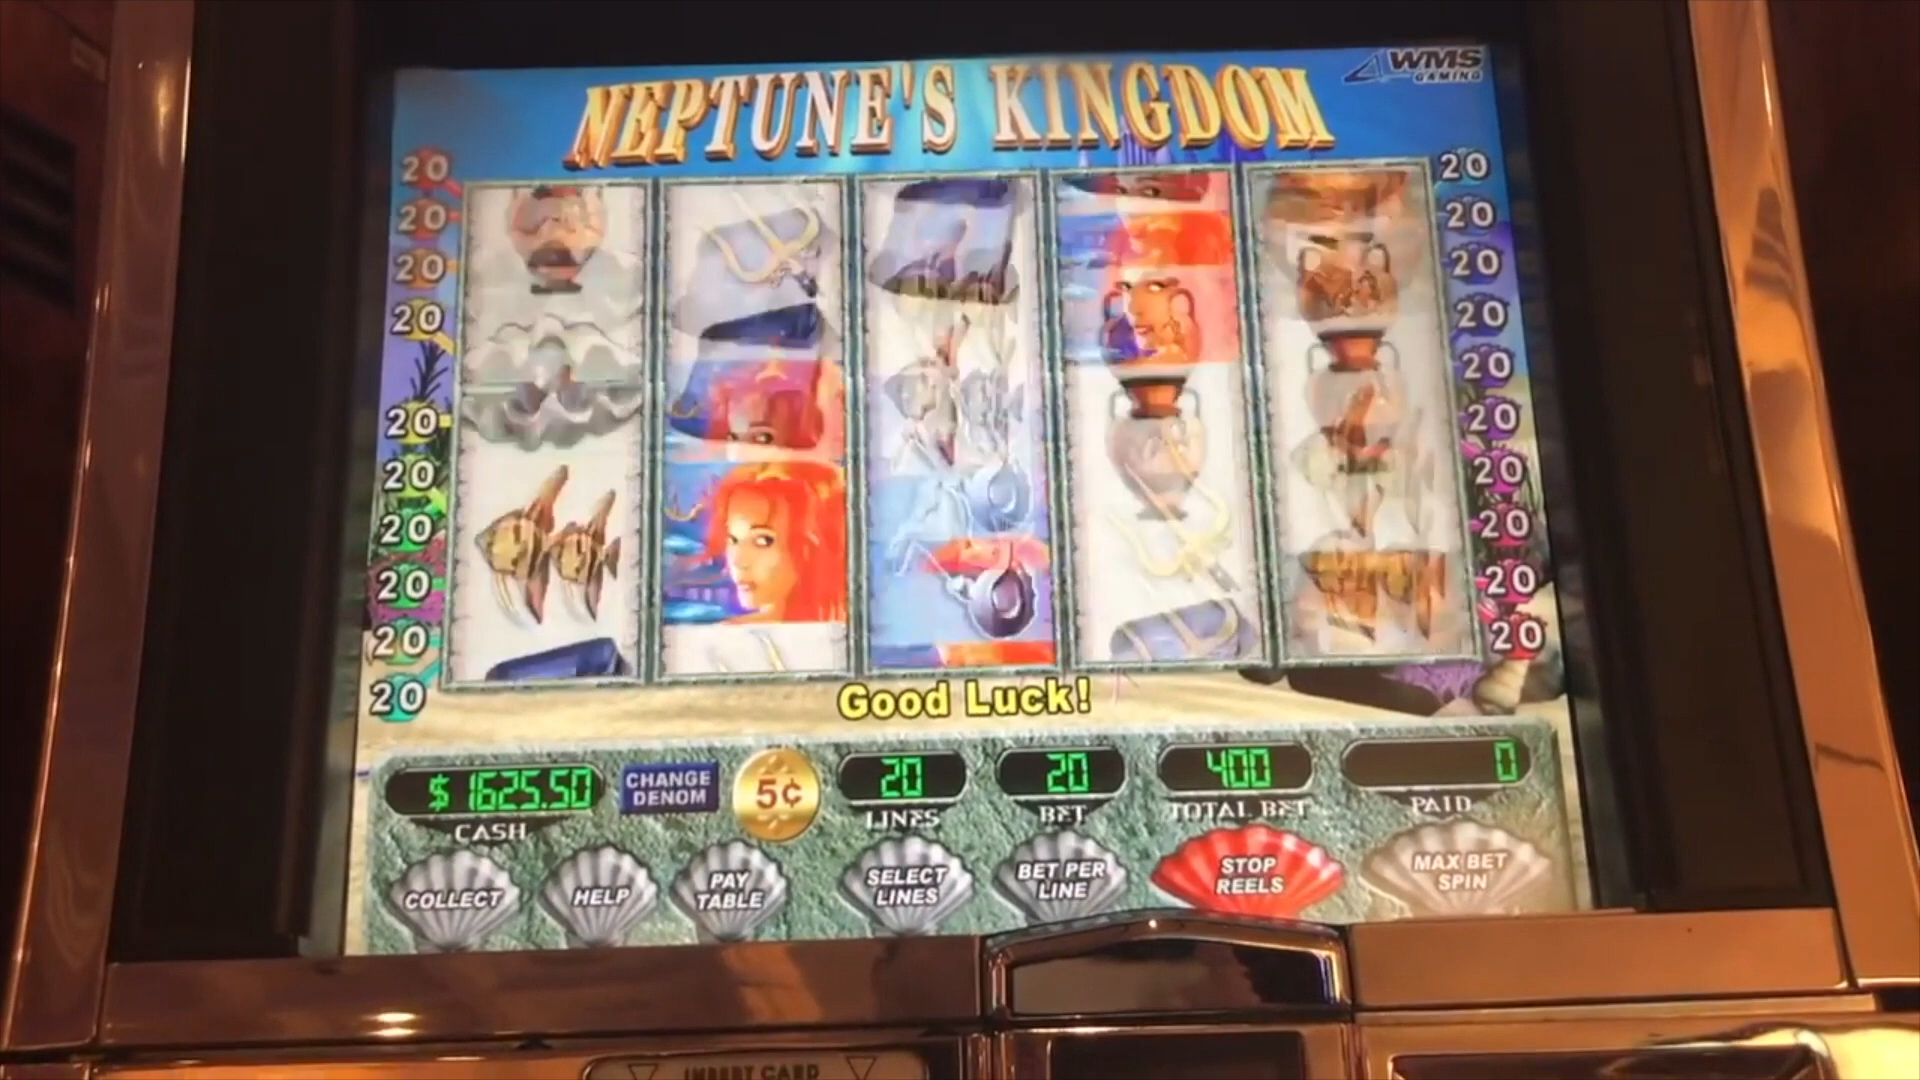 WMS
GAMING
NEPTUNE'S KINGDOM
20 20
20 20
20 20
20 20
20
20 20
20 20
20 20
20 20
20 20
20
Good Luck!
$ 1625.50 CHANGE DENOM 5¢ 20 20 400 0
CASH LINES BET TOTAL BET PAID
COLLECT HELP PAY TABLE SELECT LINES BET PER LINE STOP REELS MAX BET SPIN
INSERT CARD